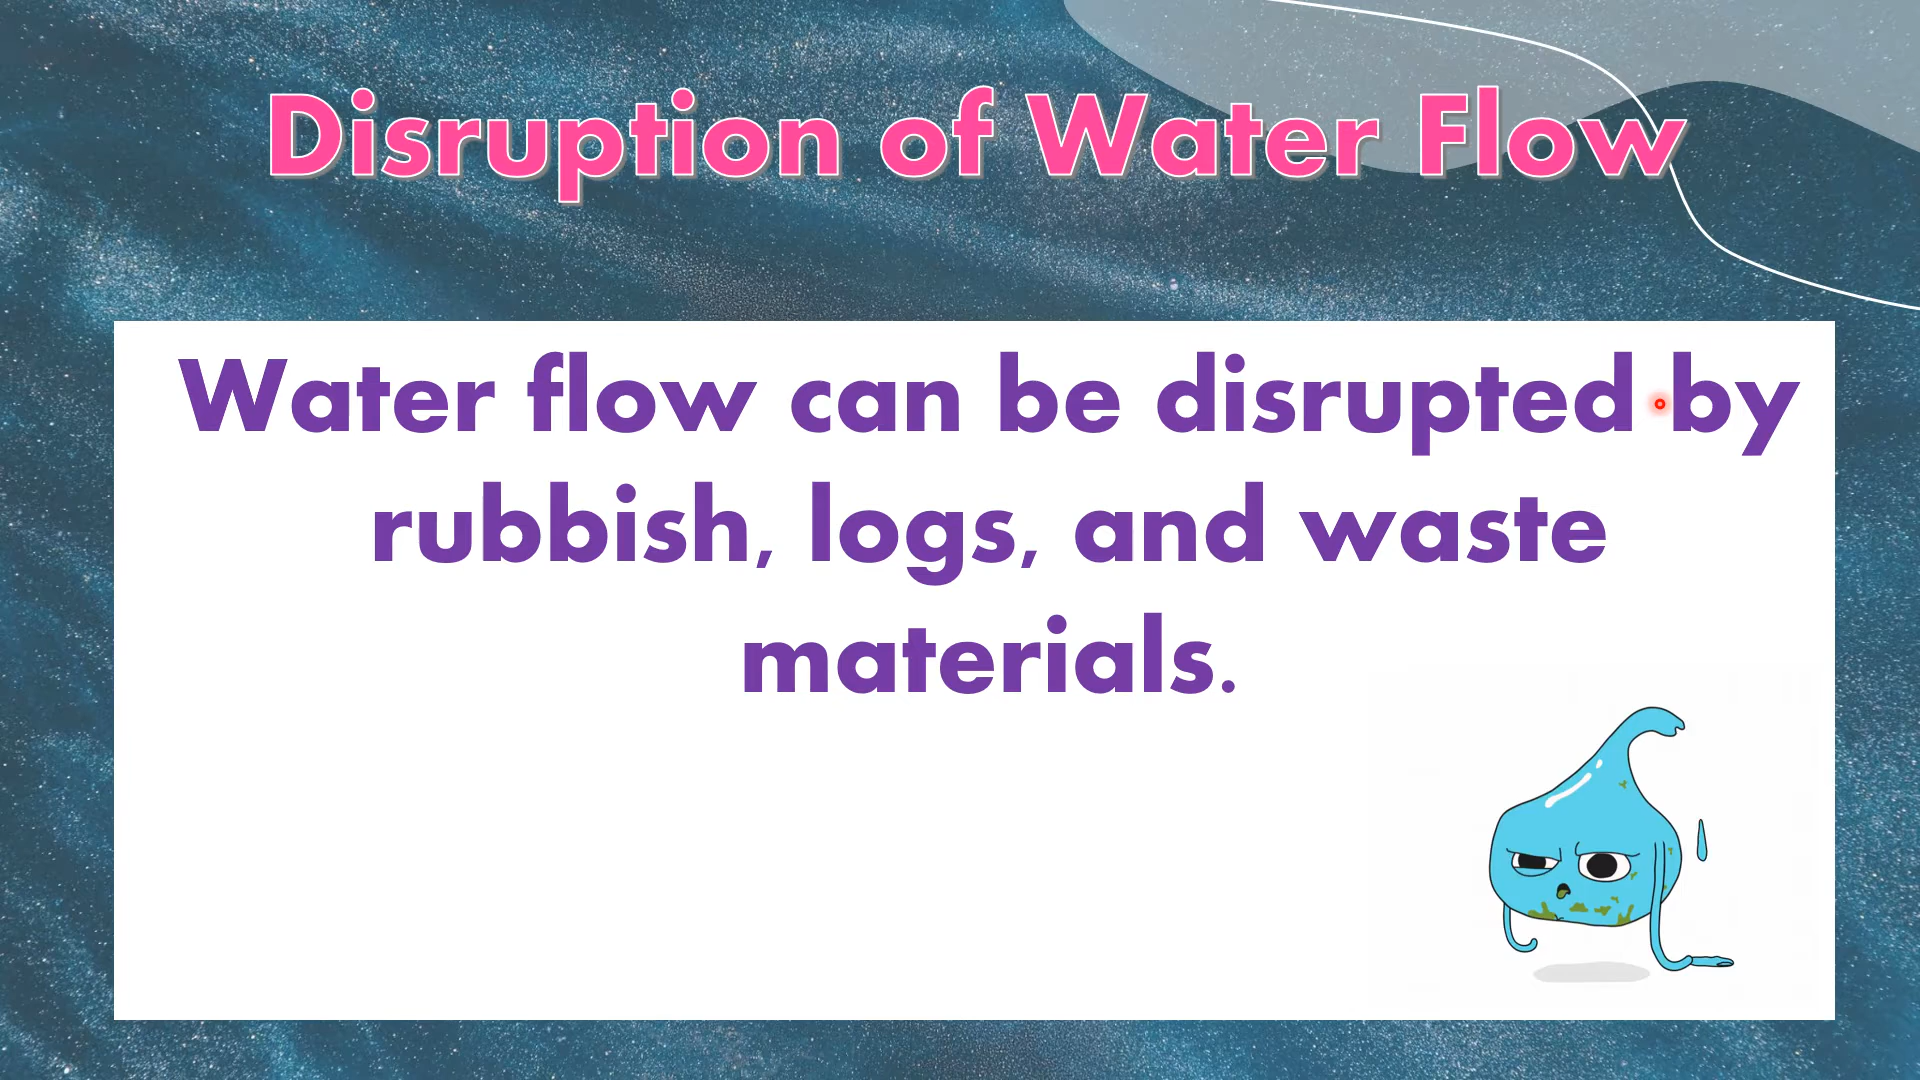 Disruption of Water Flow
Water flow can be disrupted by
rubbish, logs, and waste
materials.